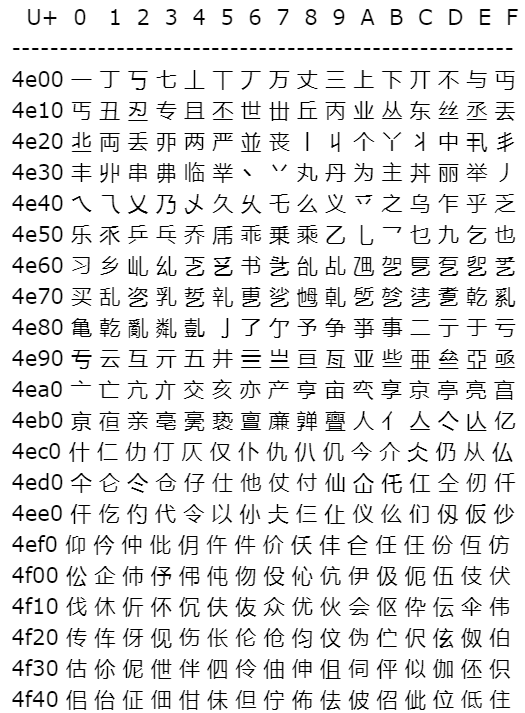 U+ 0 1 2 3 4 5 6 7 8 9 A B C D E F
-----------------------------------------------------
4e00 一 丁 丂 七 丄 丅 丆 万 丈 三 上 下 丌 不 与 丏
4e10 丐 丑 丒 专 且 丕 世 丗 丘 丙 业 丛 东 丝 丞 丟
4e20 丠 両 丢 丣 两 严 並 丧 丨 丩 个 丫 丬 中 丮 丯
4e30 丰 丱 串 丳 临 丵 丶 丷 丸 丹 为 主 丼 丽 举 丿
4e40 乀 乁 乂 乃 乄 久 乆 乇 么 义 乊 之 乌 乍 乎 乏
4e50 乐 乑 乒 乓 乔 乕 乖 乗 乘 乙 乚 乛 乜 九 乞 也
4e60 习 乡 乢 乣 乤 乥 书 乧 乨 乩 乪 乫 乬 乭 乮 乯
4e70 买 乱 乲 乳 乴 乵 乶 乷 乸 乹 乺 乻 乼 乽 乾 乿
4e80 亀 亁 亂 亃 亄 亅 了 亇 予 争 亊 事 二 亍 于 亏
4e90 亐 云 互 亓 五 井 亖 亗 亘 亙 亚 些 亜 亝 亞 亟
4ea0 亠 亡 亢 亣 交 亥 亦 产 亨 亩 亪 享 京 亭 亮 亯
4eb0 亰 亱 亲 亳 亴 亵 亶 亷 亸 亹 人 亻 亼 亽 亾 亿
4ec0 什 仁 仂 仃 仄 仅 仆 仇 仈 仉 今 介 仌 仍 从 仏
4ed0 仐 仑 仒 仓 仔 仕 他 仗 付 仙 仚 仛 仜 仝 仞 仟
4ee0 仠 仡 仢 代 令 以 仦 仧 仨 仩 仪 仫 们 仭 仮 仯
4ef0 仰 仱 仲 仳 仴 仵 件 价 仸 仹 仺 任 仼 份 仾 仿
4f00 伀 企 伂 伃 伄 伅 伆 伇 伈 伉 伊 伋 伌 伍 伎 伏
4f10 伐 休 伒 伓 伔 伕 伖 众 优 伙 会 伛 伜 伝 伞 伟
4f20 传 伡 伢 伣 伤 伥 伦 伧 伨 伩 伪 伫 伬 伭 伮 伯
4f30 估 伱 伲 伳 伴 伵 伶 伷 伸 伹 伺 伻 似 伽 伾 伿
4f40 佀 佁 佂 佃 佄 佅 但 佇 佈 佉 佊 佋 佌 位 低 住